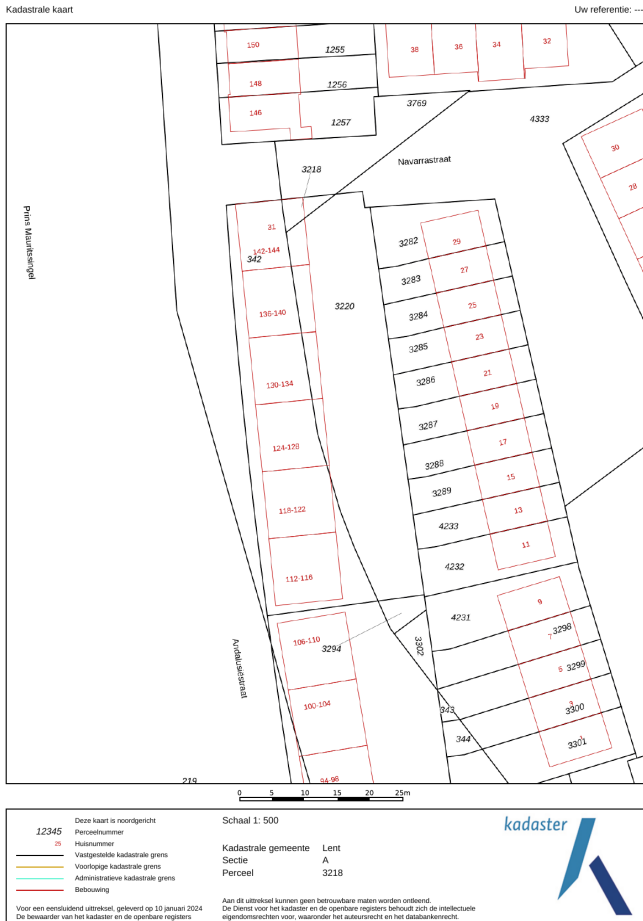 Kadastrale kaart
Uw referentie: ---
150
1255
38
36
34
32
148
1256
146
1257
3769
4333
30
Navarrastraat
3218
28
Prins Mauritssingel
31
142-144
342
3282
29
3283
27
136-140
3220
3284
25
3285
23
130-134
3286
21
3287
19
124-128
3288
17
3289
15
118-122
4233
13
4232
11
112-116
4231
9
106-110
3294
3302
7
3298
5
3299
Andalusiëstraat
100-104
343
3
3300
344
1
3301
219
94-98
0 5 10 15 20 25m
Deze kaart is noordgericht
12345 Perceelnummer
25 Huisnummer
Vastgestelde kadastrale grens
Voorlopige kadastrale grens
Administratieve kadastrale grens
Bebouwing
Voor een eensluidend uittreksel, geleverd op 10 januari 2024
De bewaarder van het kadaster en de openbare registers
Schaal 1: 500
Kadastrale gemeente Lent
Sectie A
Perceel 3218
Aan dit uittreksel kunnen geen betrouwbare maten worden ontleend.
De Dienst voor het kadaster en de openbare registers behoudt zich de intellectuele
eigendomsrechten voor, waaronder het auteursrecht en het databankenrecht.
kadaster